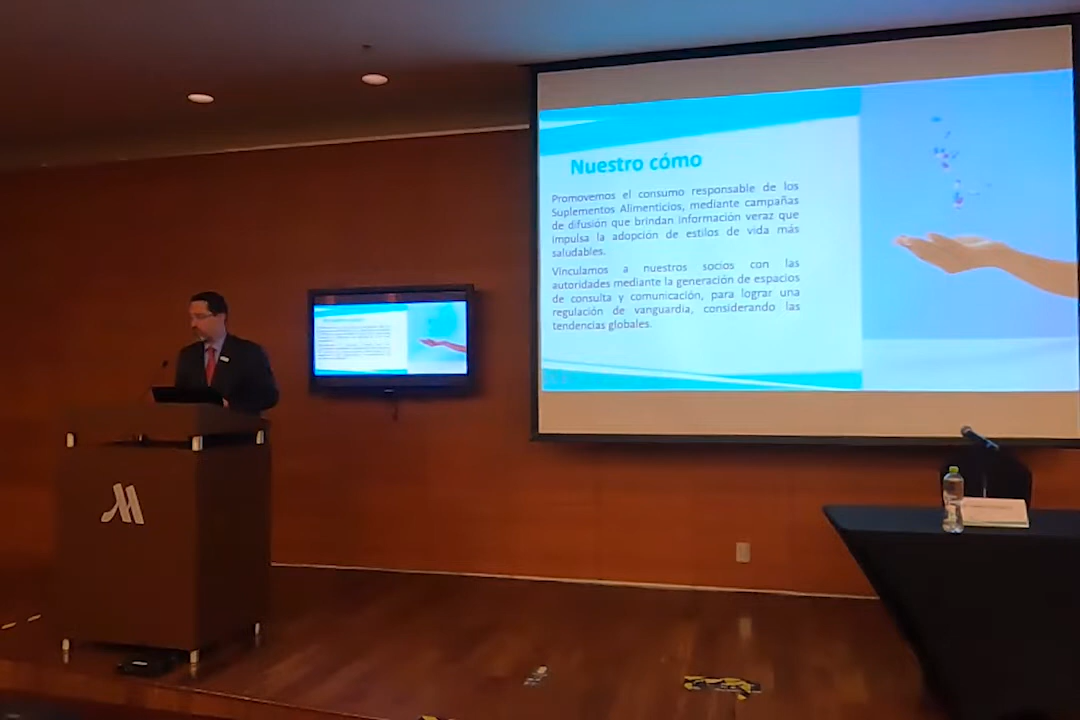 Nuestro cómo
Promovemos el consumo responsable de los
Suplementos Alimenticios, mediante campañas
de difusión que brindan información veraz que
impulsa la adopción de estilos de vida más
saludables.
Vinculamos a nuestros socios con las
autoridades mediante la generación de espacios
de consulta y comunicación, para lograr una
regulación de vanguardia, considerando las
tendencias globales.